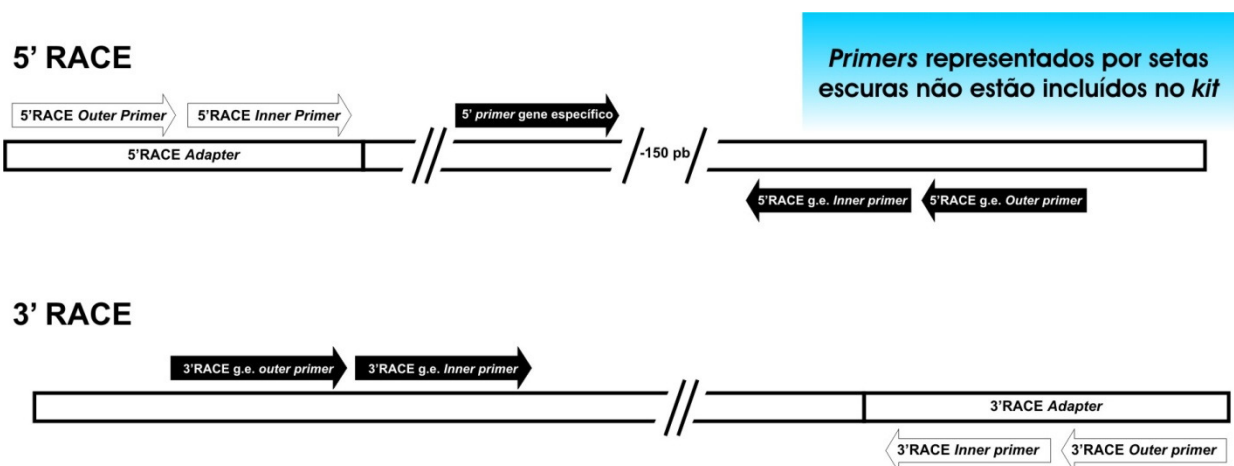 5' RACE
Primers representados por setas
escuras não estão incluídos no kit
5'RACE Outer Primer
5'RACE Inner Primer
5' primer gene específico
5'RACE Adapter
-150 pb
5'RACE g.e. Inner primer
5'RACE g.e. Outer primer
3' RACE
3'RACE g.e. outer primer
3'RACE g.e. Inner primer
3'RACE Adapter
3'RACE Inner primer
3'RACE Outer primer